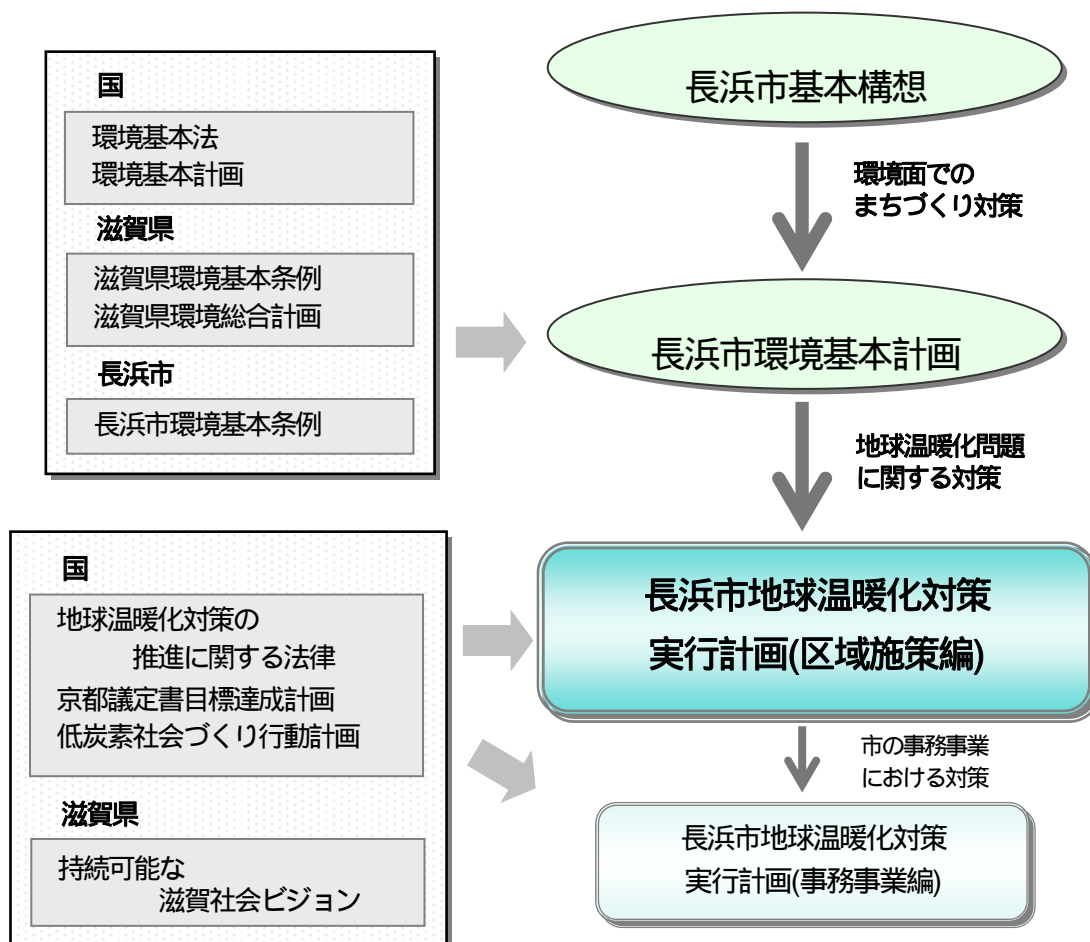 国
環境基本法
環境基本計画
滋賀県
滋賀県環境基本条例
滋賀県環境総合計画
長浜市
長浜市環境基本条例
長浜市基本構想
環境面での
まちづくり対策
長浜市環境基本計画
地球温暖化問題
に関する対策
国
地球温暖化対策の
推進に関する法律
京都議定書目標達成計画
低炭素社会づくり行動計画
滋賀県
持続可能な
滋賀社会ビジョン
長浜市地球温暖化対策
実行計画(区域施策編)
市の事務事業
における対策
長浜市地球温暖化対策
実行計画(事務事業編)